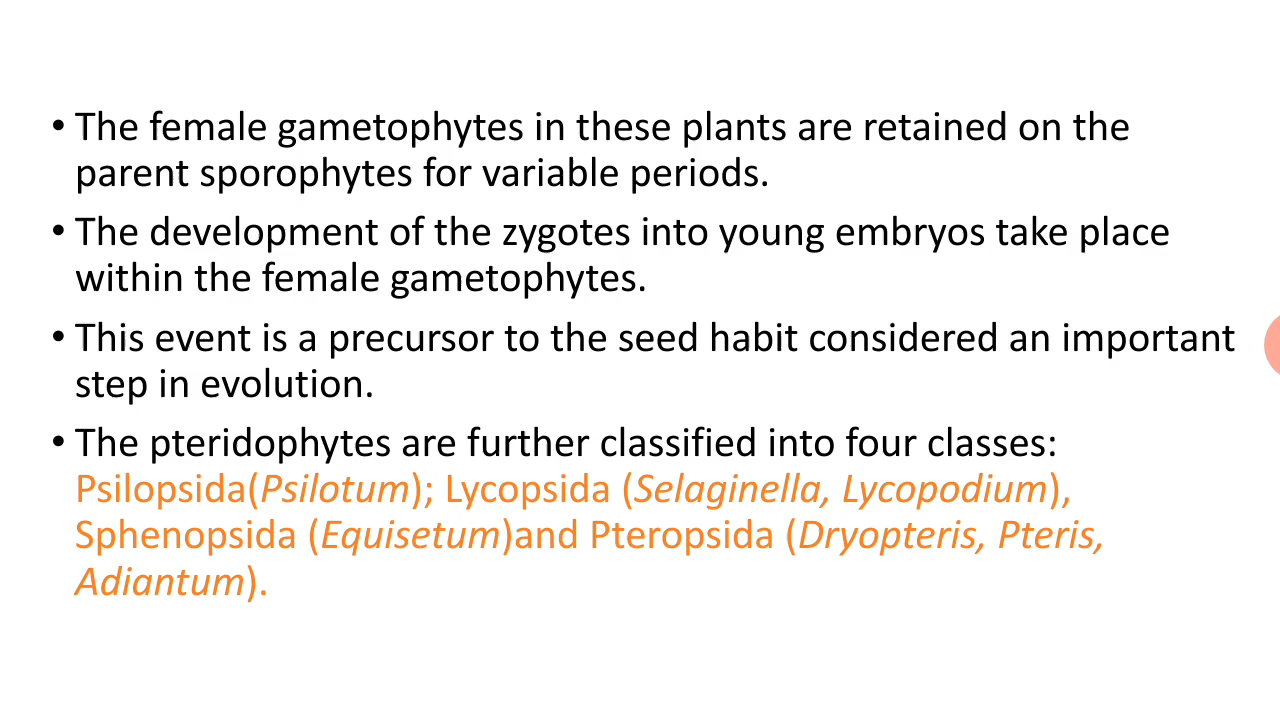 • The female gametophytes in these plants are retained on the
parent sporophytes for variable periods.
• The development of the zygotes into young embryos take place
within the female gametophytes.
• This event is a precursor to the seed habit considered an important
step in evolution.
• The pteridophytes are further classified into four classes:
Psilopsida(Psilotum); Lycopsida (Selaginella, Lycopodium),
Sphenopsida (Equisetum)and Pteropsida (Dryopteris, Pteris,
Adiantum).